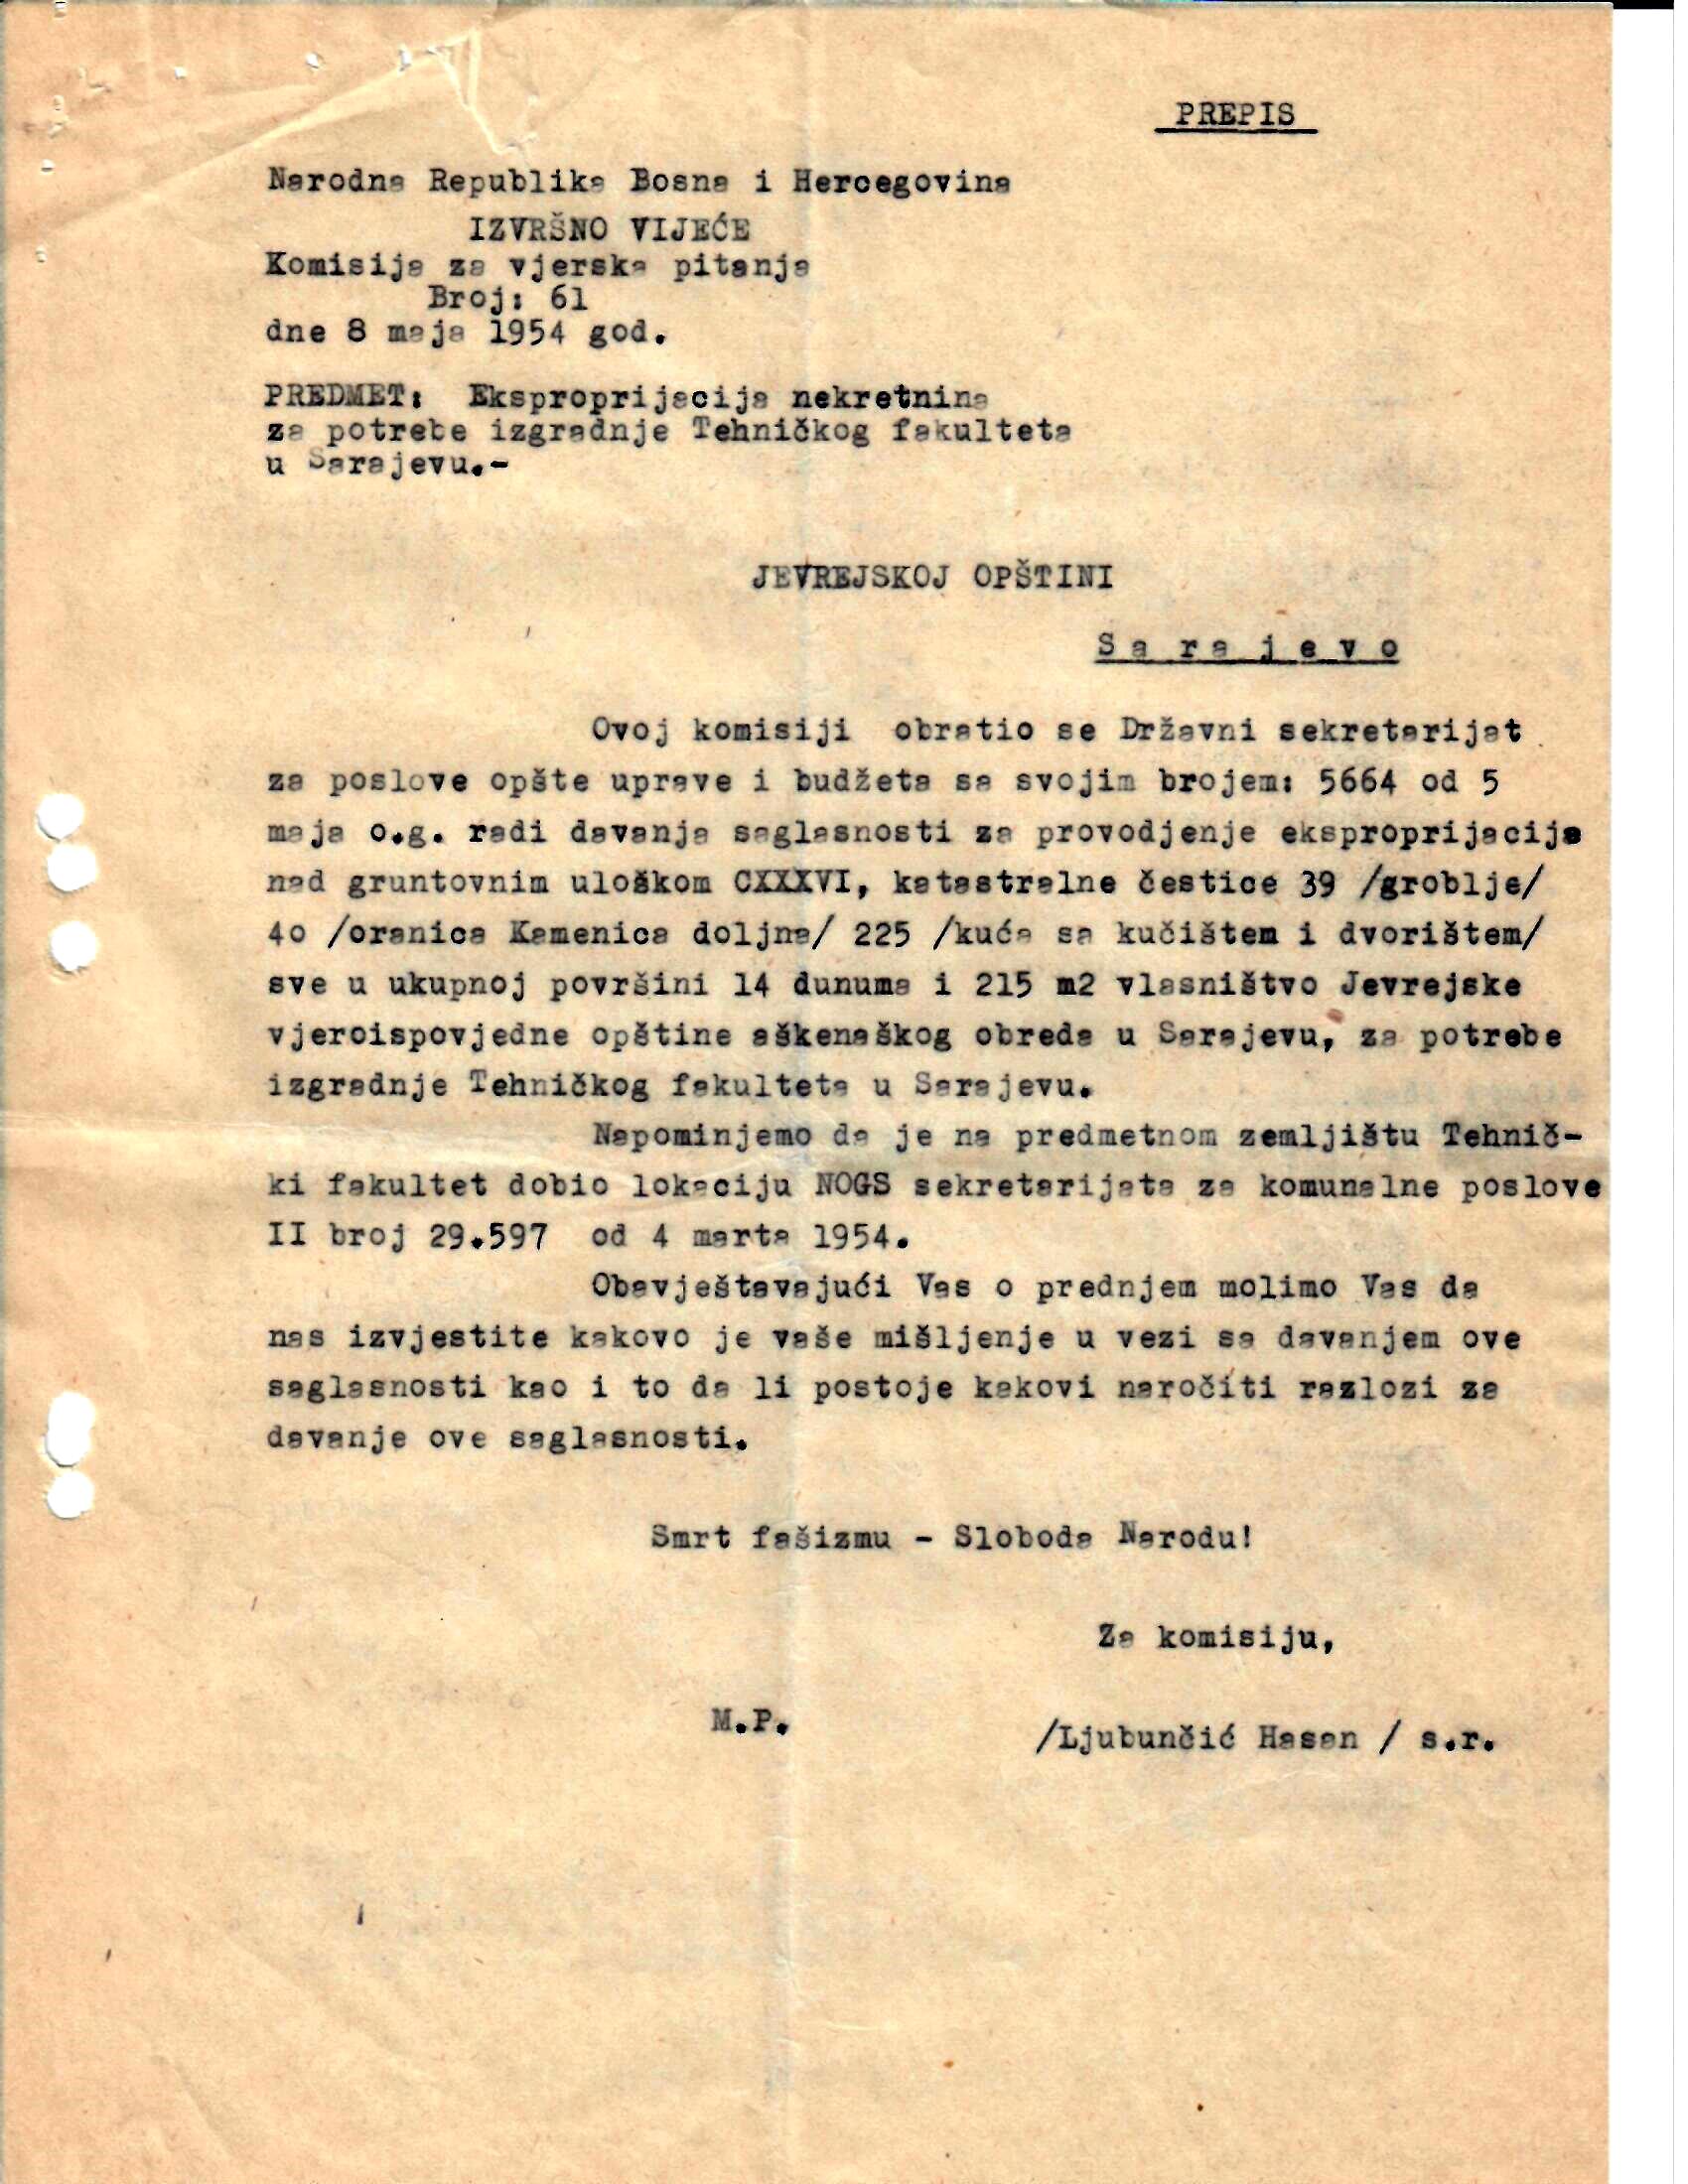 PREPIS
Narodna Republika Bosna i Hercegovina
IZVRŠNO VIJEĆE
Komisija za vjerska pitanja
Broj: 61
dne 8 maja 1954 god.
PREDMET: Eksproprijacija nekretnina
za potrebe izgradnje Tehničkog fakulteta
u Sarajevu.-
JEVREJSKOJ OPŠTINI
S a r a j e v o
Ovoj komisiji obratio se Državni sekretarijat
za poslove opšte uprave i budžeta sa svojim brojem: 5664 od 5
maja o.g. radi davanja saglasnosti za provodjenje eksproprijacija
nad gruntovnim uloškom CXXXVI, katastralne čestice 39 /groblje/
4o /oranica Kamenica doljna/ 225 /kuća sa kučištem i dvorištem/
sve u ukupnoj površini 14 dunuma i 215 m2 vlasništvo Jevrejske
vjeroispovjedne opštine aškenaškog obreda u Sarajevu, za potrebe
izgradnje Tehničkog fakulteta u Sarajevu.
Napominjemo da je na predmetnom zemljištu Tehnič-
ki fakultet dobio lokaciju NOGS sekretarijata za komunalne poslove
II broj 29.597 od 4 marta 1954.
Obavještavajući Vas o prednjem molimo Vas da
nas izvjestite kakovo je vaše mišljenje u vezi sa davanjem ove
saglasnosti kao i to da li postoje kakovi naročiti razlozi za
davanje ove saglasnosti.
Smrt fašizmu - Sloboda Narodu!
Za komisiju,
M.P.
/Ljubunčić Hasan / s.r.